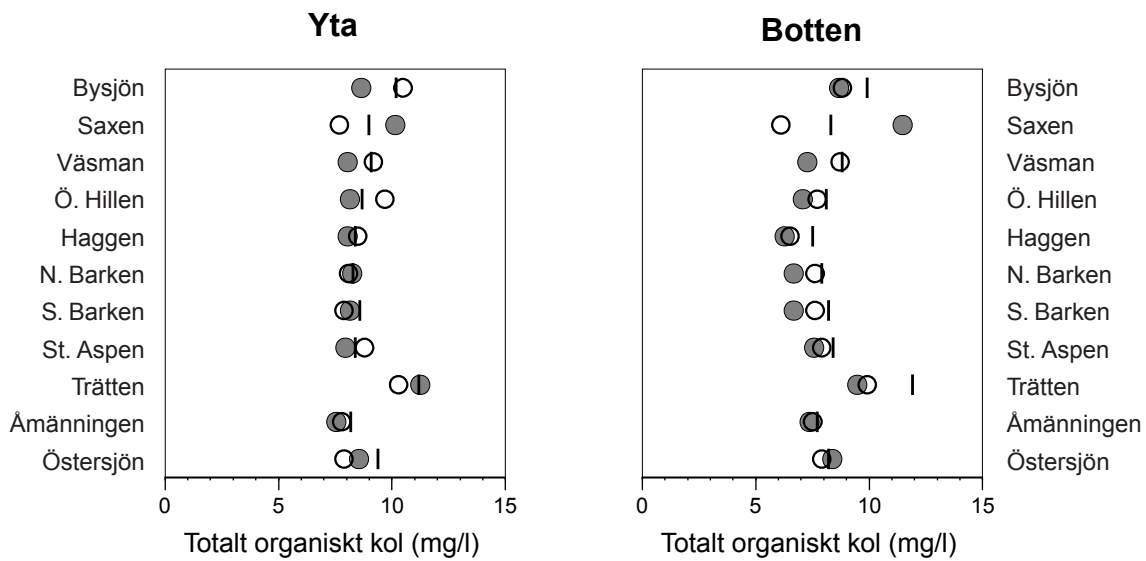 Yta
Botten
Bysjön
Saxen
Väsman
Ö. Hillen
Haggen
N. Barken
S. Barken
St. Aspen
Trätten
Åmänningen
Östersjön
0
5
10
15
Totalt organiskt kol (mg/l)
Bysjön
Saxen
Väsman
Ö. Hillen
Haggen
N. Barken
S. Barken
St. Aspen
Trätten
Åmänningen
Östersjön
0
5
10
15
Totalt organiskt kol (mg/l)